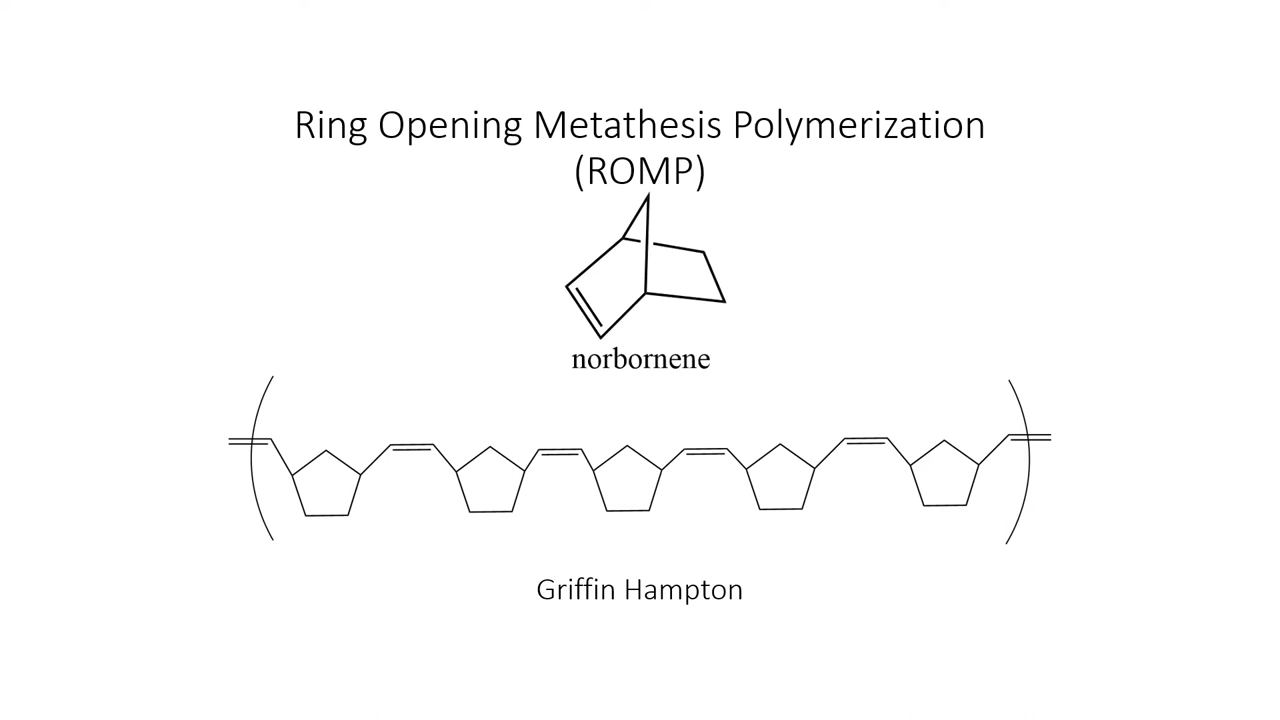 Ring Opening Metathesis Polymerization
(ROMP)
norbornene
Griffin Hampton